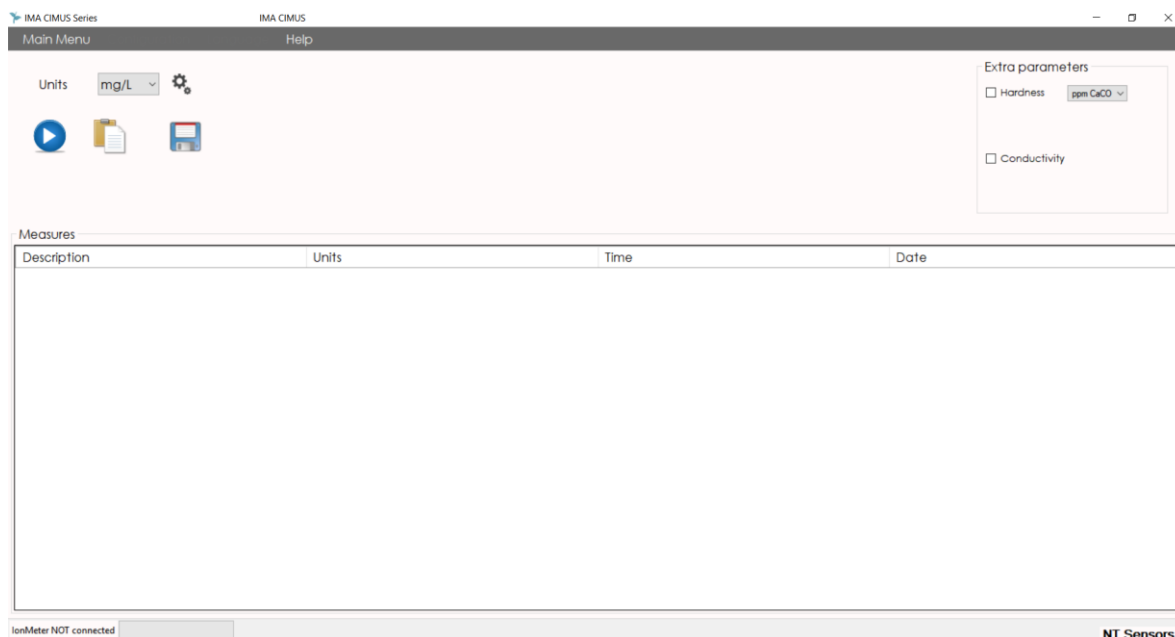 IMA CIMUS Series IMA CIMUS
Main Menu Help
Units mg/L
Extra parameters
Hardness ppm CaCO
Conductivity
Measures
Description Units Time Date
IonMeter NOT connected
NT Sensors